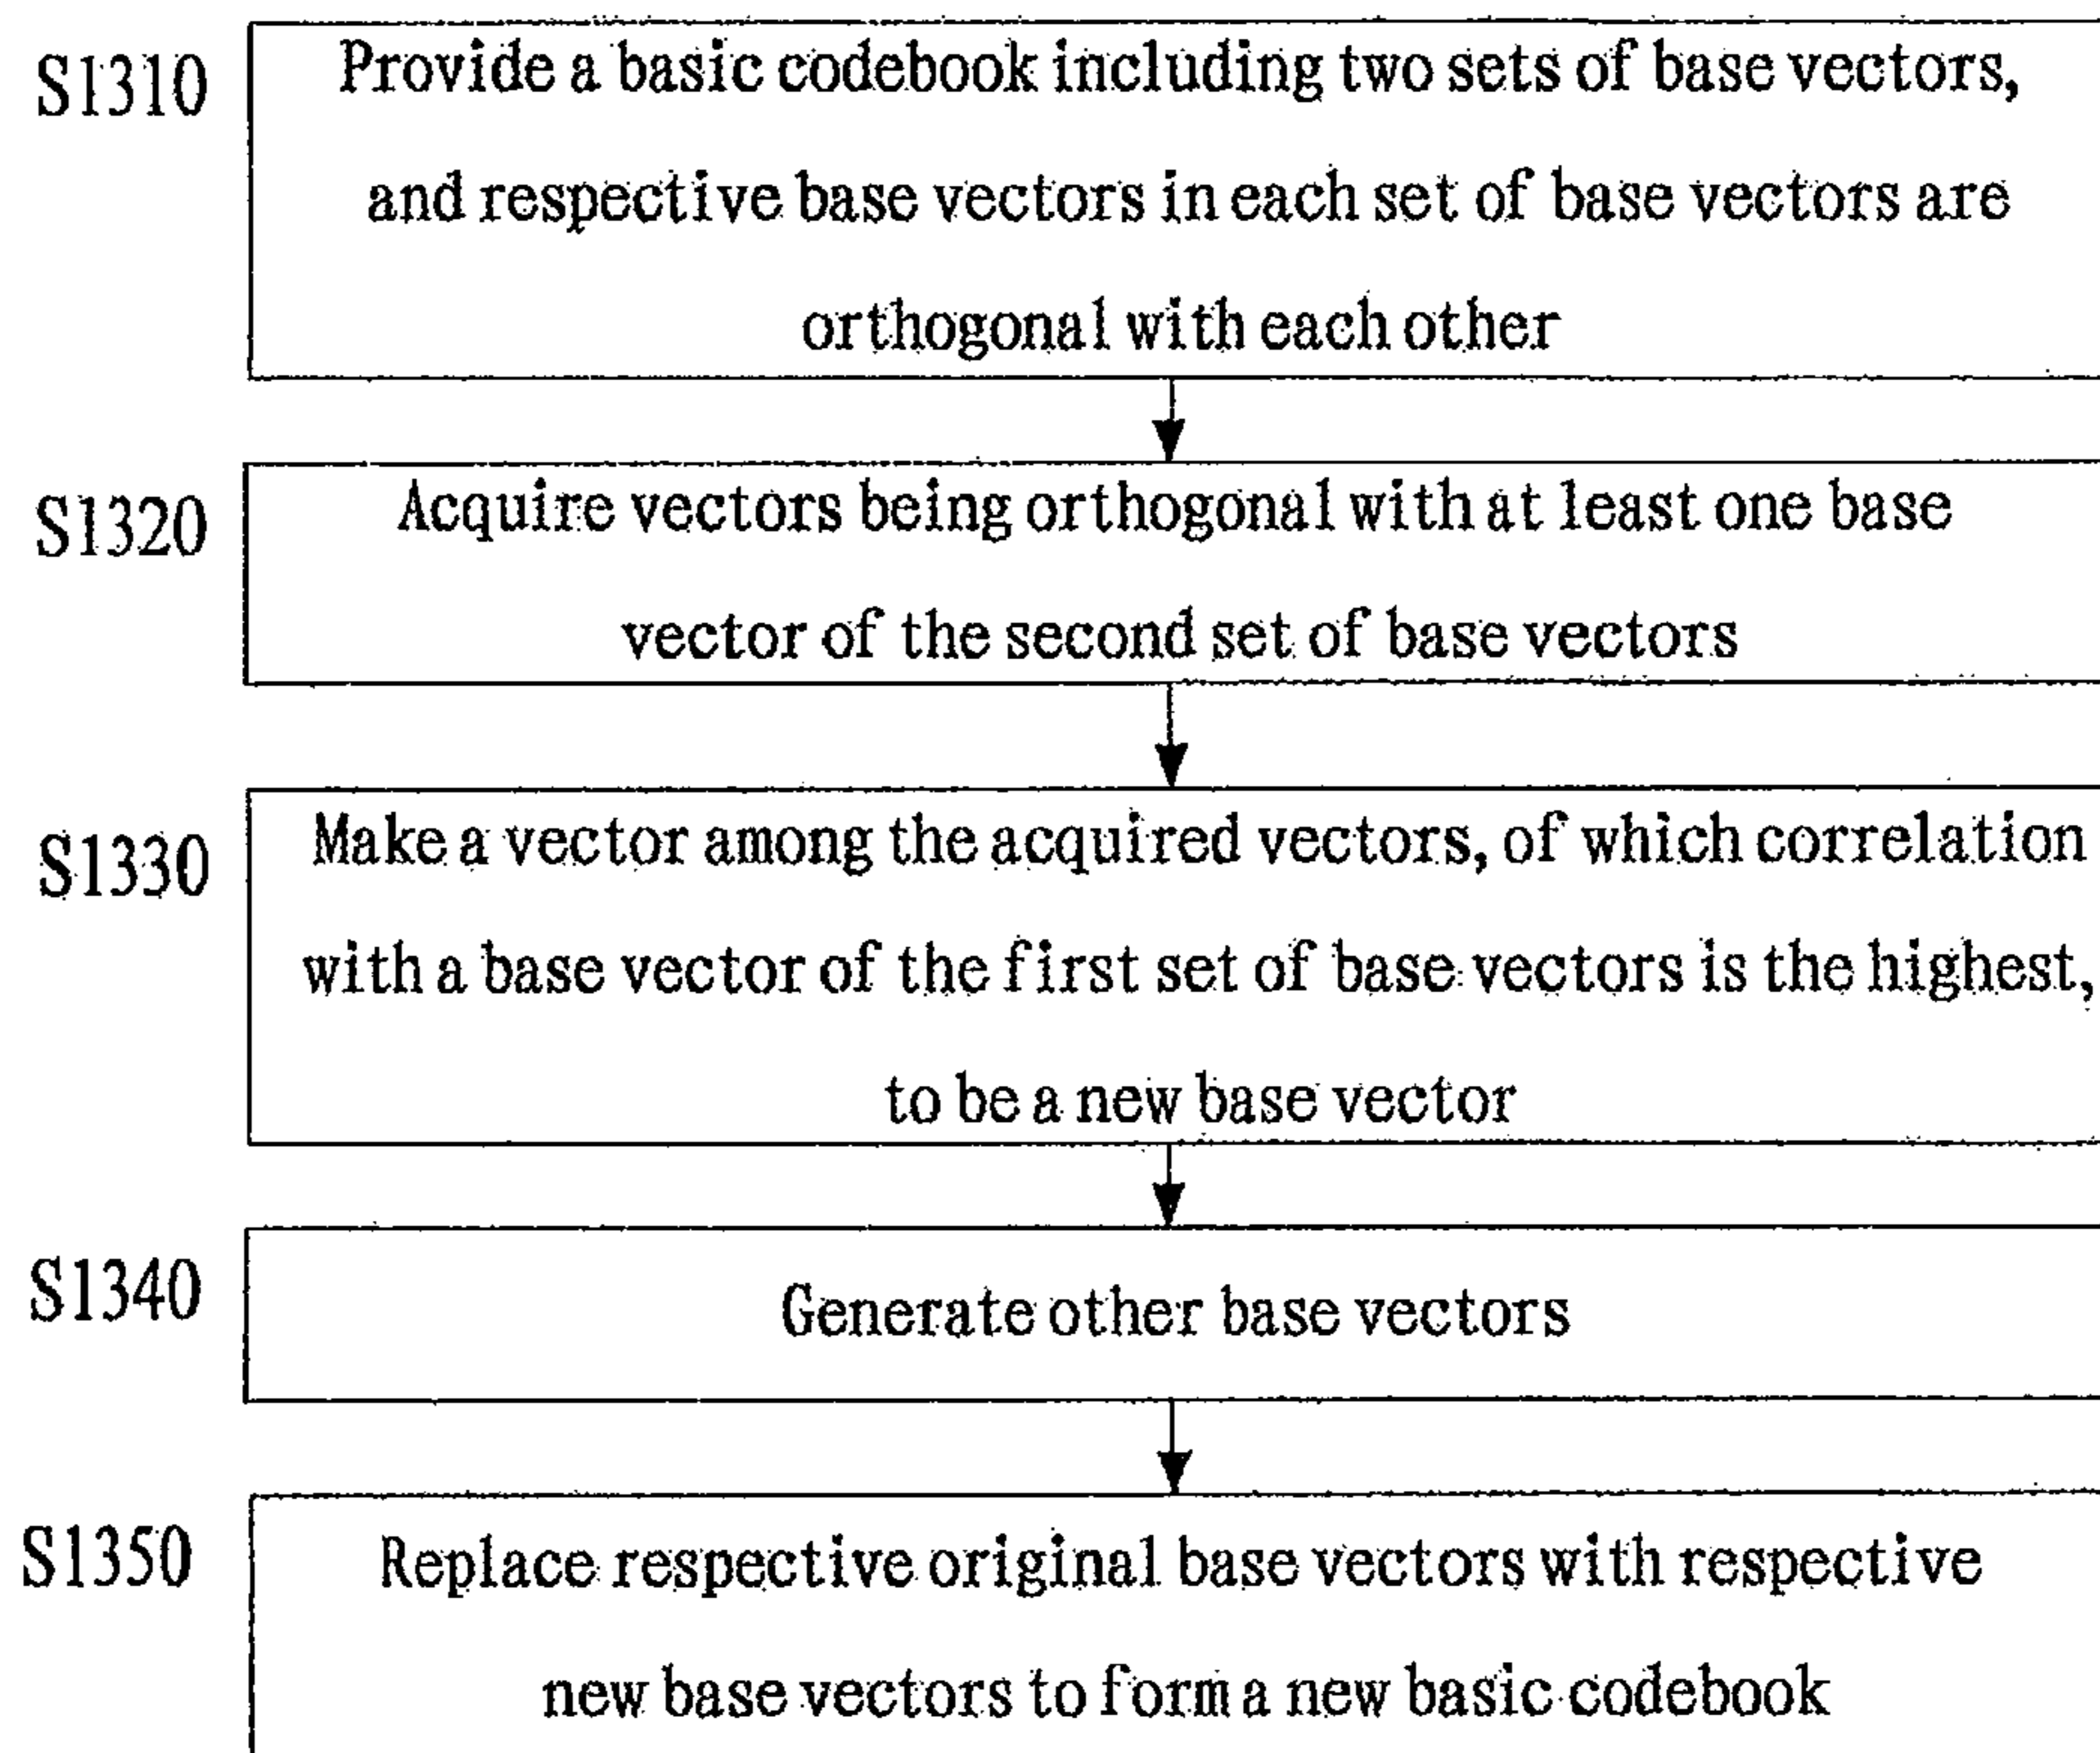 S1310
Provide a basic codebook including two sets of base vectors,
and respective base vectors in each set of base vectors are
orthogonal with each other
S1320
Acquire vectors being orthogonal with at least one base
vector of the second set of base vectors
S1330
Make a vector among the acquired vectors, of which correlation
with a base vector of the first set of base vectors is the highest,
to be a new base vector
S1340
Generate other base vectors
S1350
Replace respective original base vectors with respective
new base vectors to form a new basic codebook